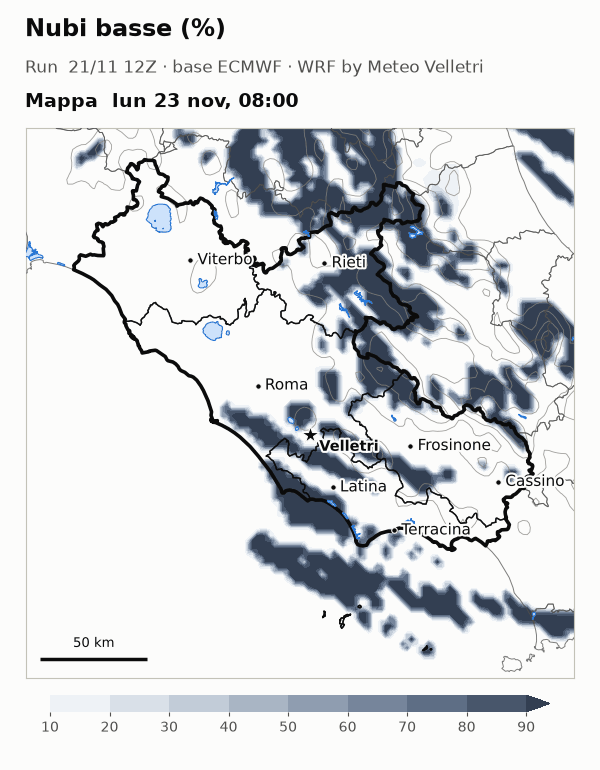 Nubi basse (%)
Run 21/11 12Z · base ECMWF · WRF by Meteo Velletri
Mappa lun 23 nov, 08:00
Viterbo
Rieti
Roma
Velletri
Frosinone
Latina
Cassino
Terracina
50 km
10 20 30 40 50 60 70 80 90